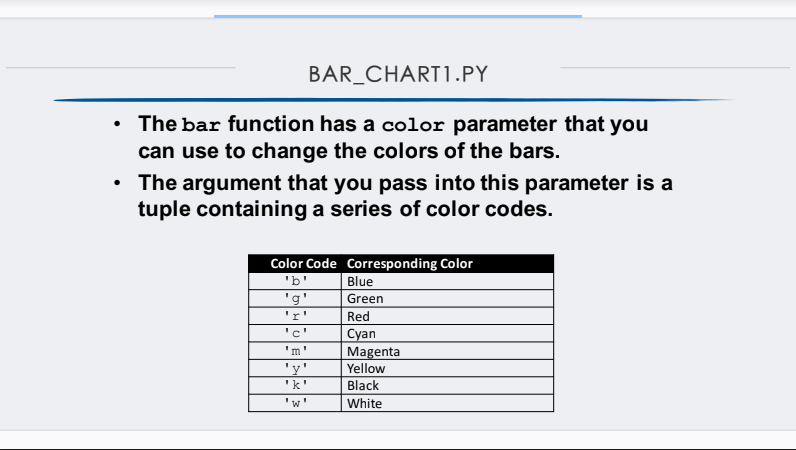 BAR_CHART1.PY
• The bar function has a color parameter that you
can use to change the colors of the bars.
• The argument that you pass into this parameter is a
tuple containing a series of color codes.
Color Code Corresponding Color
'b' Blue
'g' Green
'r' Red
'c' Cyan
'm' Magenta
'y' Yellow
'k' Black
'w' White